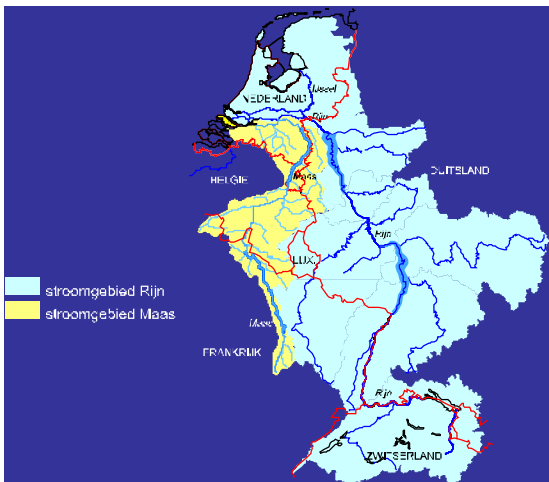 IJssel
NEDERLAND
Rijn
DUITSLAND
BELGIE
Maas
Rijn
LUX.
stroomgebied Rijn
stroomgebied Maas
Maas
FRANKRIJK
Rijn
ZWITSERLAND